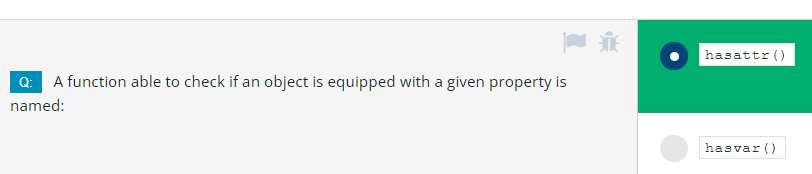 Q: A function able to check if an object is equipped with a given property is
named:
hasattr()
hasvar()